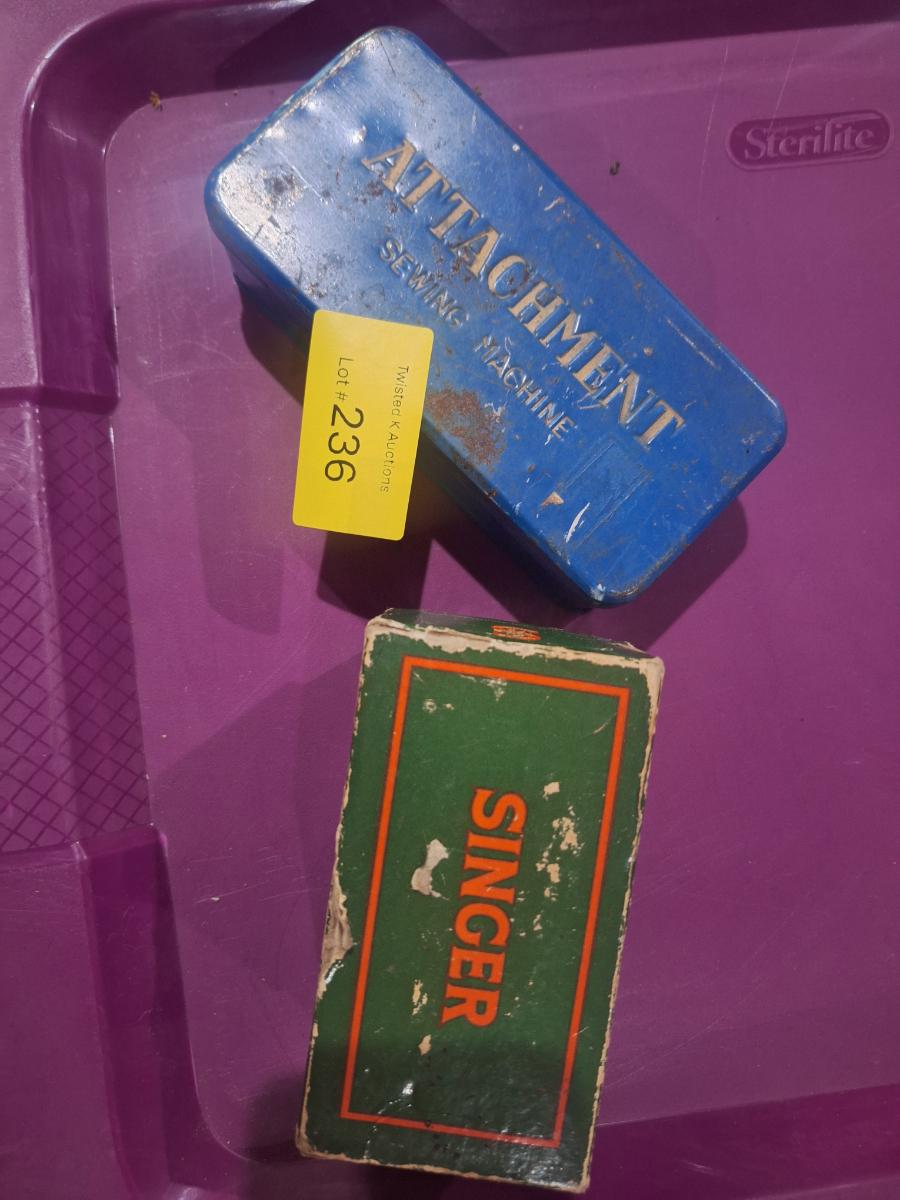 Sterilite
ATTACHMENT
SEWING MACHINE
Twisted K Auctions
Lot # 236
SINGER